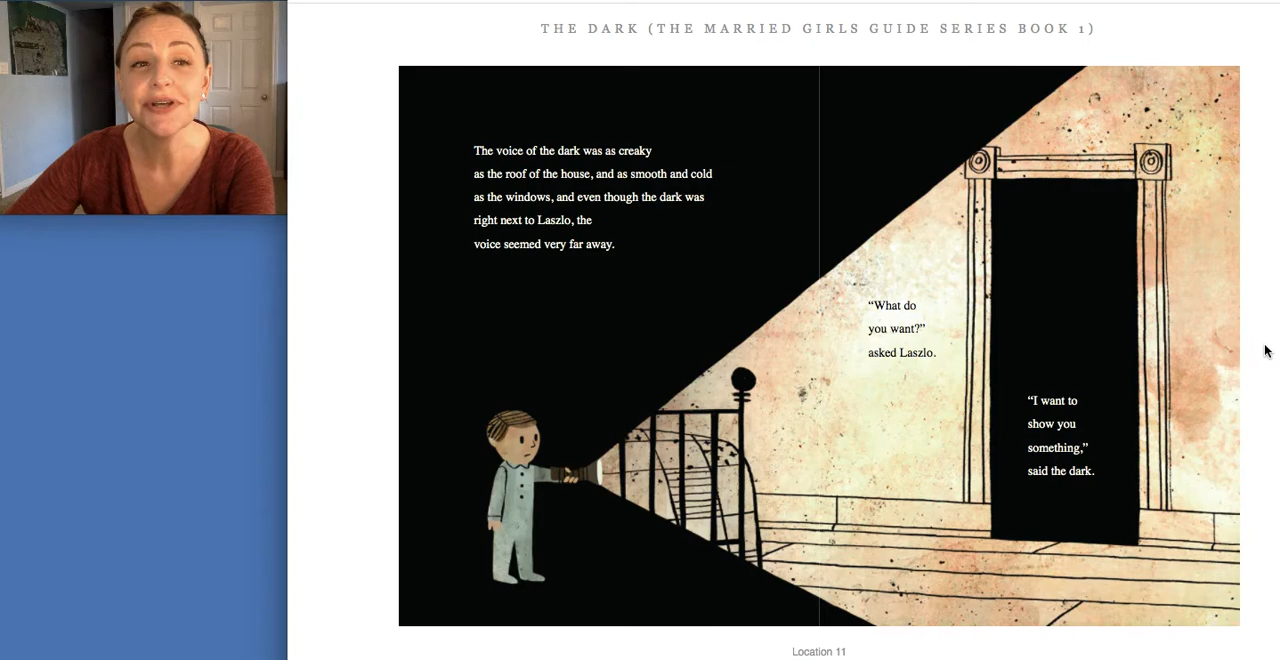 THE DARK (THE MARRIED GIRLS GUIDE SERIES BOOK 1)
The voice of the dark was as creaky
as the roof of the house, and as smooth and cold
as the windows, and even though the dark was
right next to Laszlo, the
voice seemed very far away.
“What do
you want?”
asked Laszlo.
“I want to
show you
something,”
said the dark.
Location 11